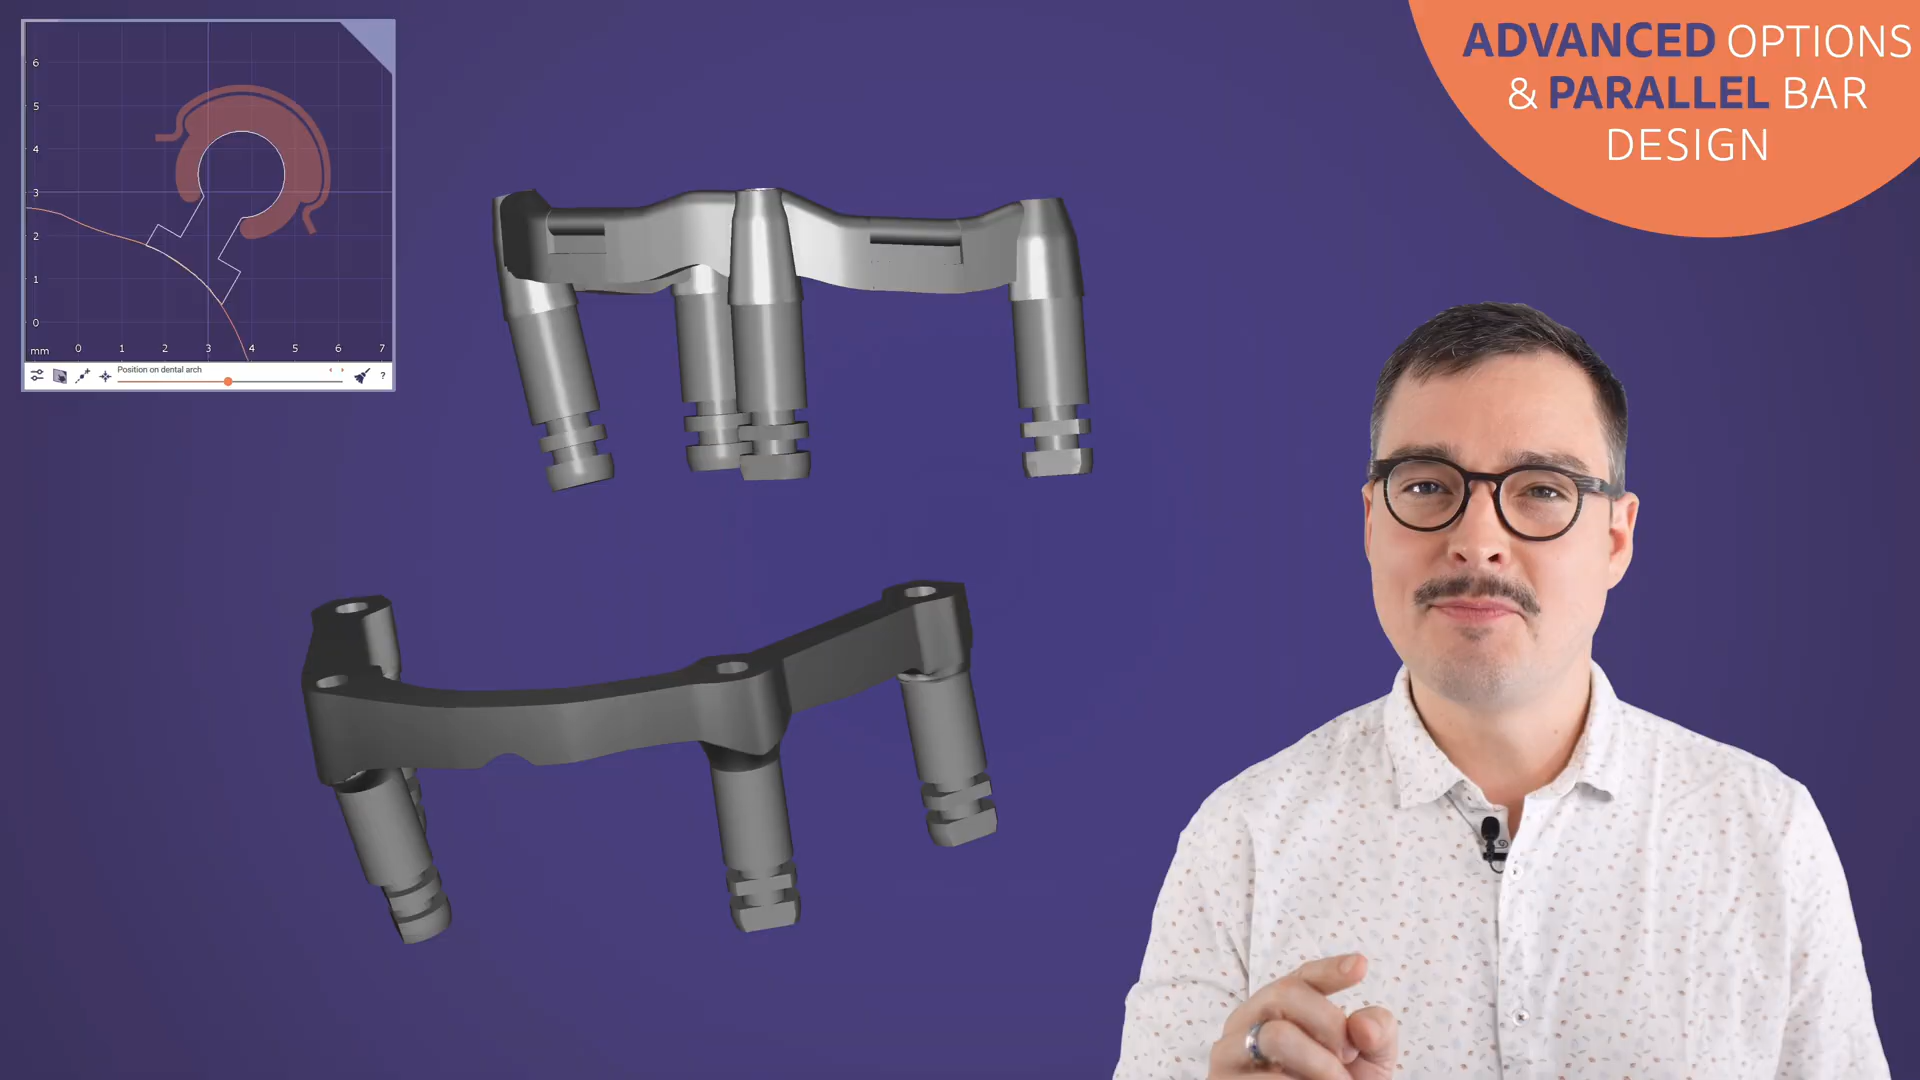 ADVANCED OPTIONS
& PARALLEL BAR
DESIGN
6
5
4
3
2
1
0
mm
0 1 2 3 4 5 6 7
Position on dental arch
?